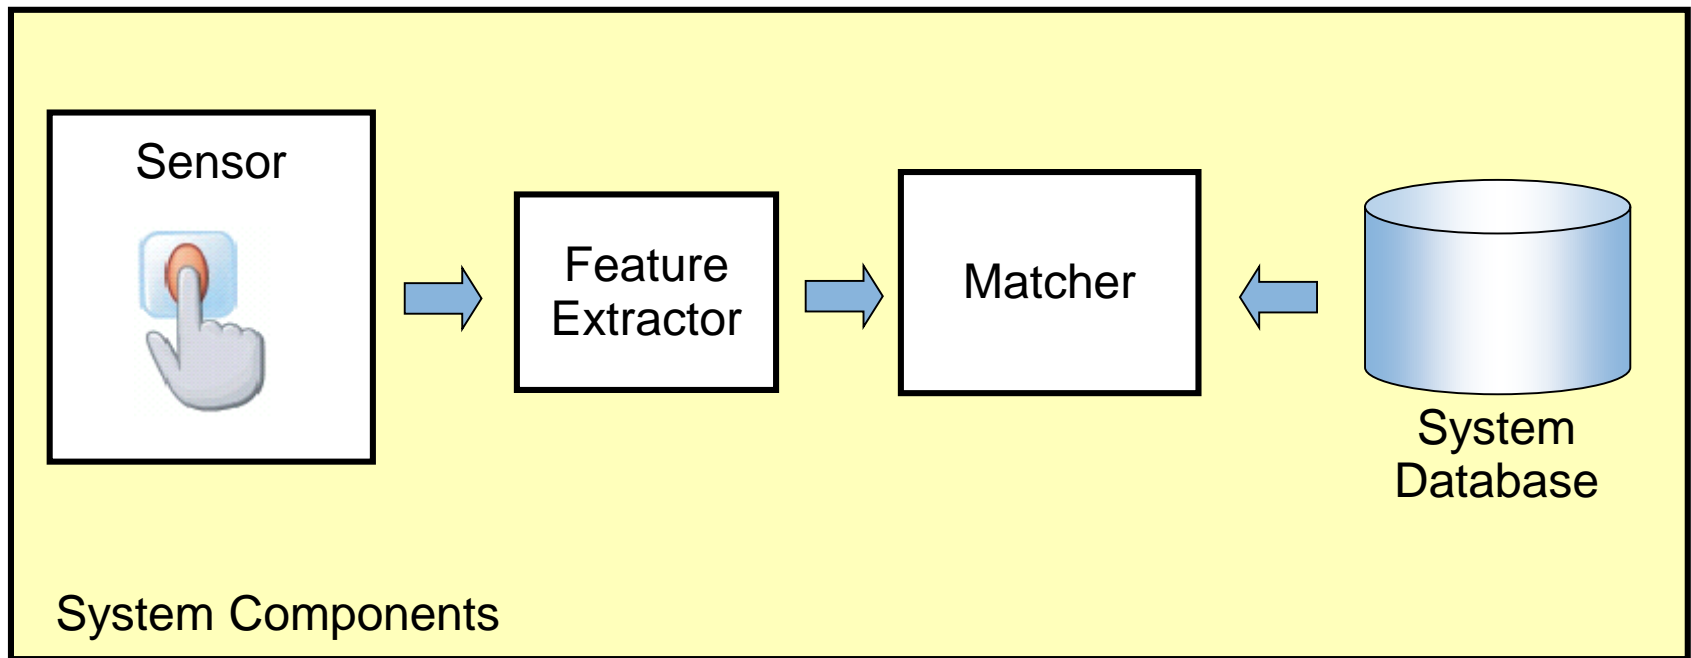 Sensor
Feature
Extractor
Matcher
System
Database
System Components